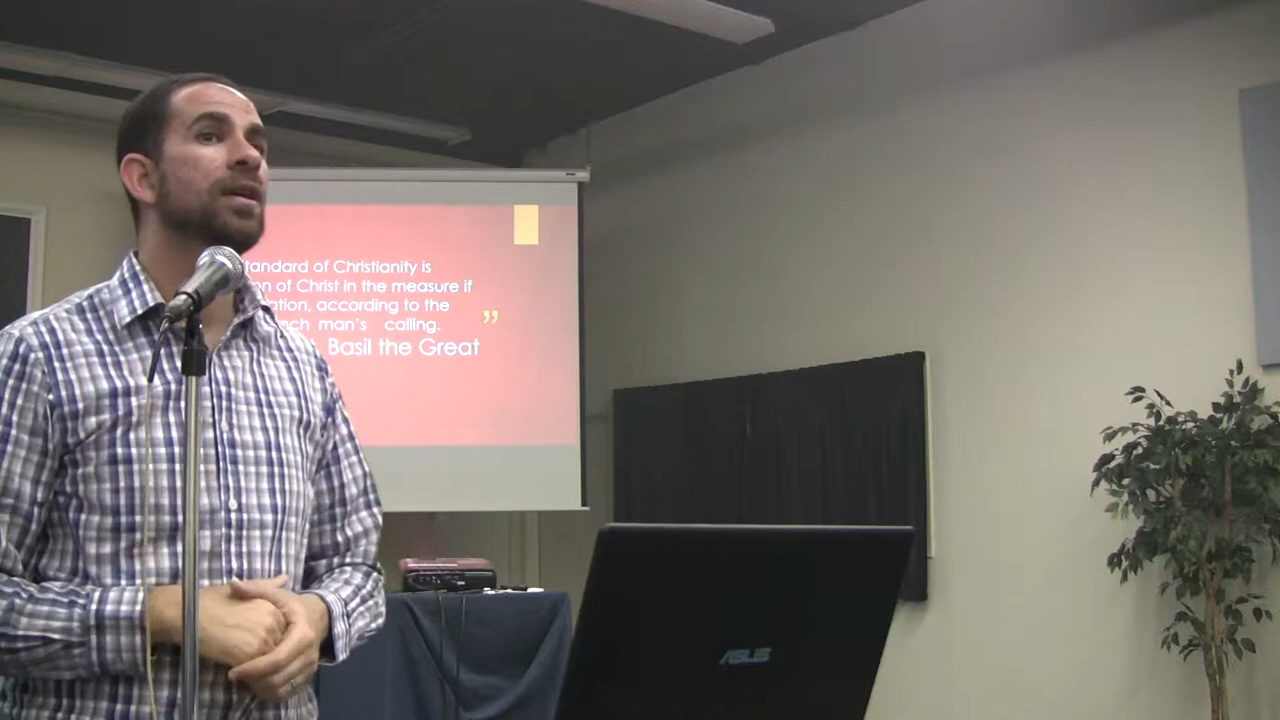 tandard of Christianity is
on of Christ in the measure if
ation, according to the
ach man's calling.
Basil the Great
”
ASUS